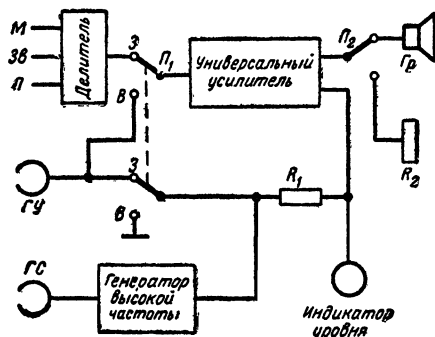 М
Зв
П
Делитель
З
П1
В
Универсальный
усилитель
П2
Гр
R2
ГУ
З
В
R1
ГС
Генератор
высокой
частоты
Индикатор
уровня